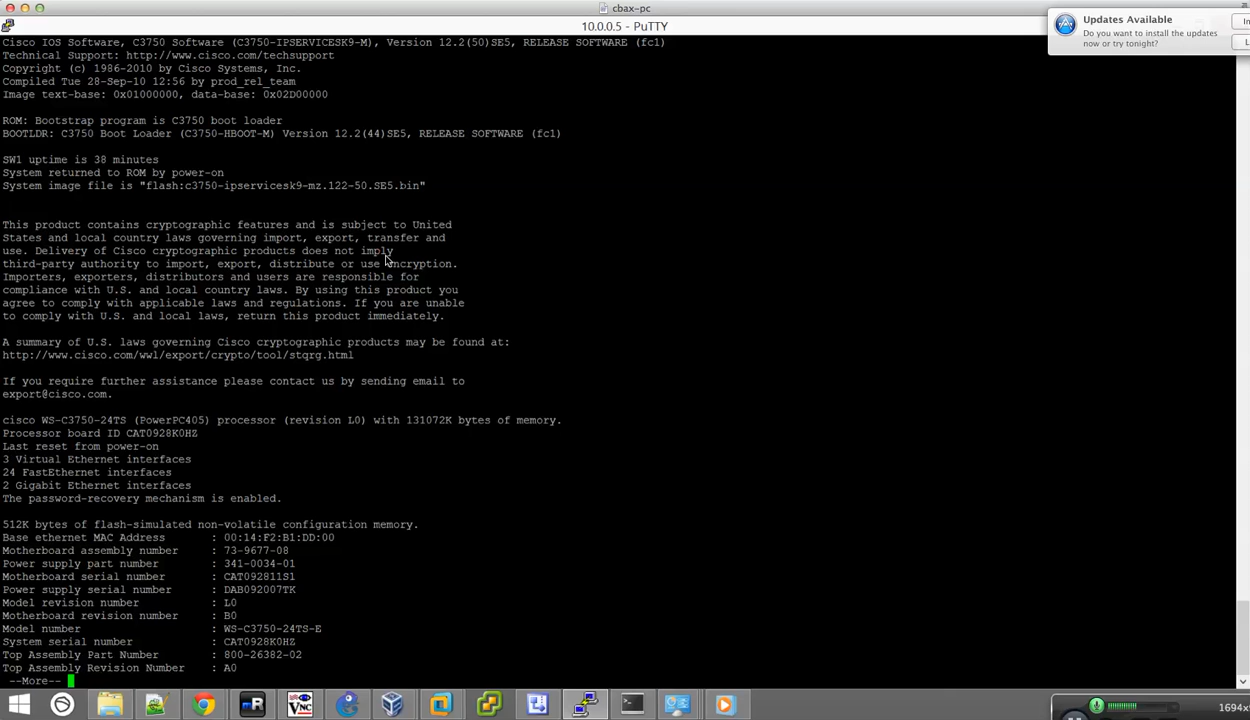 cbax-pc
10.0.0.5 - PuTTY
Updates Available
Do you want to install the updates
now or try tonight?
Cisco IOS Software, C3750 Software (C3750-IPSERVICESK9-M), Version 12.2(50)SE5, RELEASE SOFTWARE (fc1)
Technical Support: http://www.cisco.com/techsupport
Copyright (c) 1986-2010 by Cisco Systems, Inc.
Compiled Tue 28-Sep-10 12:56 by prod_rel_team
Image text-base: 0x01000000, data-base: 0x02D00000
ROM: Bootstrap program is C3750 boot loader
BOOTLDR: C3750 Boot Loader (C3750-HBOOT-M) Version 12.2(44)SE5, RELEASE SOFTWARE (fc1)
SW1 uptime is 38 minutes
System returned to ROM by power-on
System image file is "flash:c3750-ipservicesk9-mz.122-50.SE5.bin"
This product contains cryptographic features and is subject to United
States and local country laws governing import, export, transfer and
use. Delivery of Cisco cryptographic products does not imply
third-party authority to import, export, distribute or use encryption.
Importers, exporters, distributors and users are responsible for
compliance with U.S. and local country laws. By using this product you
agree to comply with applicable laws and regulations. If you are unable
to comply with U.S. and local laws, return this product immediately.
A summary of U.S. laws governing Cisco cryptographic products may be found at:
http://www.cisco.com/wwl/export/crypto/tool/stqrg.html
If you require further assistance please contact us by sending email to
export@cisco.com.
cisco WS-C3750-24TS (PowerPC405) processor (revision L0) with 131072K bytes of memory.
Processor board ID CAT0928K0HZ
Last reset from power-on
3 Virtual Ethernet interfaces
24 FastEthernet interfaces
2 Gigabit Ethernet interfaces
The password-recovery mechanism is enabled.
512K bytes of flash-simulated non-volatile configuration memory.
Base ethernet MAC Address : 00:14:F2:B1:DD:00
Motherboard assembly number : 73-9677-08
Power supply part number : 341-0034-01
Motherboard serial number : CAT092811S1
Power supply serial number : DAB092007TK
Model revision number : L0
Motherboard revision number : B0
Model number : WS-C3750-24TS-E
System serial number : CAT0928K0HZ
Top Assembly Part Number : 800-26382-02
Top Assembly Revision Number : A0
--More--
VNC
1694x